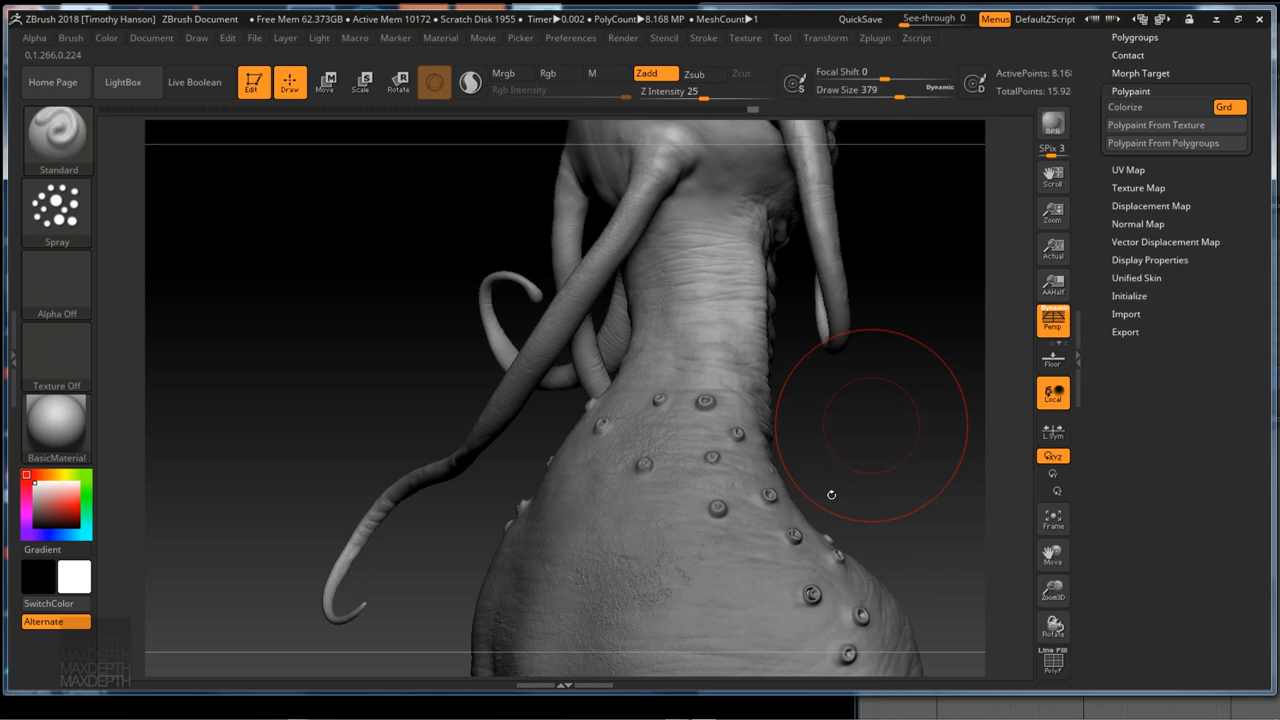 ZBrush 2018 [Timothy Hanson] ZBrush Document • Free Mem 62.373GB • Active Mem 10172 • Scratch Disk 1955 • Timer▶0.002 • PolyCount▶8.168 MP • MeshCount▶1 QuickSave See-through 0 Menus DefaultZScript
Alpha Brush Color Document Draw Edit File Layer Light Macro Marker Material Movie Picker Preferences Render Stencil Stroke Texture Tool Transform Zplugin Zscript
0,1.266,0.224
Home Page LightBox Live Boolean Edit Draw Move Scale Rotate
Mrgb Rgb M Zadd Zsub Zcut
Rgb Intensity Z Intensity 25
Focal Shift 0
Draw Size 379 Dynamic
S
D
ActivePoints: 8.168
TotalPoints: 15.92
Standard
Spray
Alpha Off
Texture Off
BasicMaterial
Gradient
SwitchColor
Alternate
MAXDEPTH
MAXDEPTH
BPR
SPix 3
Scroll
Zoom
Actual
AAHalf
Dynamic
Persp
Floor
Local
L.Sym
XYZ
Y
Z
Frame
Move
Zoom3D
Rotate
Line Fill
PolyF
Polygroups
Contact
Morph Target
Polypaint
Colorize Grd
Polypaint From Texture
Polypaint From Polygroups
UV Map
Texture Map
Displacement Map
Normal Map
Vector Displacement Map
Display Properties
Unified Skin
Initialize
Import
Export